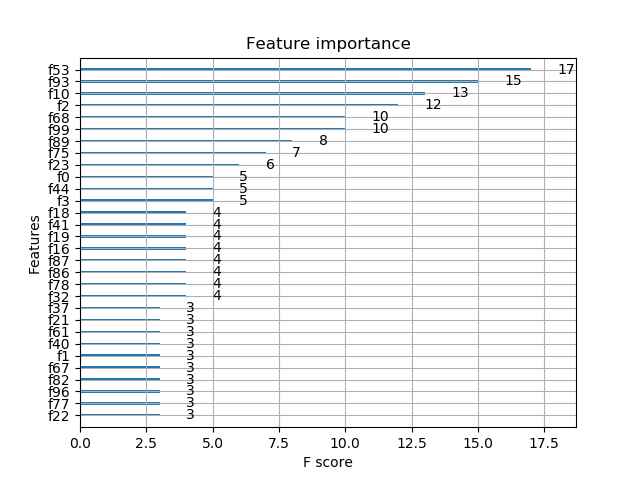 Feature importance
f53 17
f93 15
f10 13
f2 12
f68 10
f99 10
f89 8
f75 7
f23 6
f0 5
f44 5
f3 5
f18 4
f41 4
f19 4
f16 4
f87 4
f86 4
f78 4
f32 4
f37 3
f21 3
f61 3
f40 3
f1 3
f67 3
f82 3
f96 3
f77 3
f22 3
Features
0.0 2.5 5.0 7.5 10.0 12.5 15.0 17.5
F score